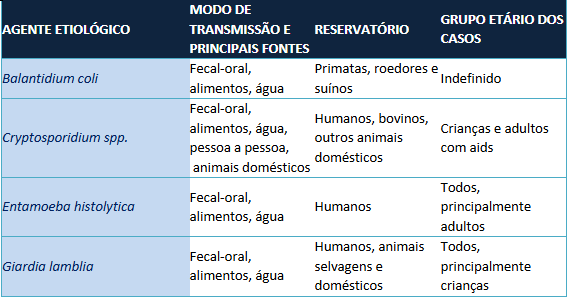 AGENTE ETIOLÓGICO
MODO DE
TRANSMISSÃO E
PRINCIPAIS FONTES
RESERVATÓRIO
GRUPO ETÁRIO DOS
CASOS
Balantidium coli
Fecal-oral,
alimentos, água
Primatas, roedores e
suínos
Indefinido
Cryptosporidium spp.
Fecal-oral,
alimentos, água,
pessoa a pessoa,
animais domésticos
Humanos, bovinos,
outros animais
domésticos
Crianças e adultos
com aids
Entamoeba histolytica
Fecal-oral,
alimentos, água
Humanos
Todos,
principalmente
adultos
Giardia lamblia
Fecal-oral,
alimentos, água
Humanos, animais
selvagens e
domésticos
Todos,
principalmente
crianças